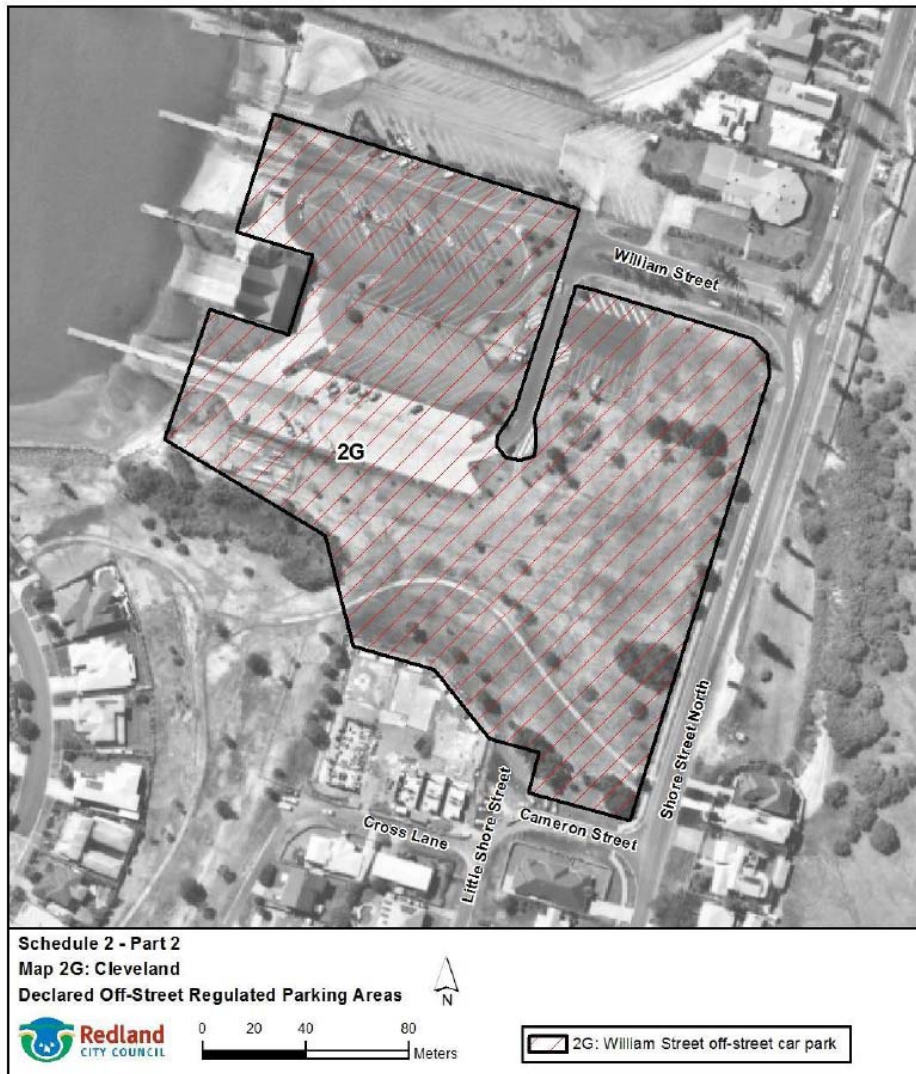 William Street
2G
Shore Street North
Little Shore Street
Cameron Street
Cross Lane
Schedule 2 - Part 2
Map 2G: Cleveland
Declared Off-Street Regulated Parking Areas
N
Redland
CITY COUNCIL
0 20 40 80
Meters
2G: William Street off-street car park